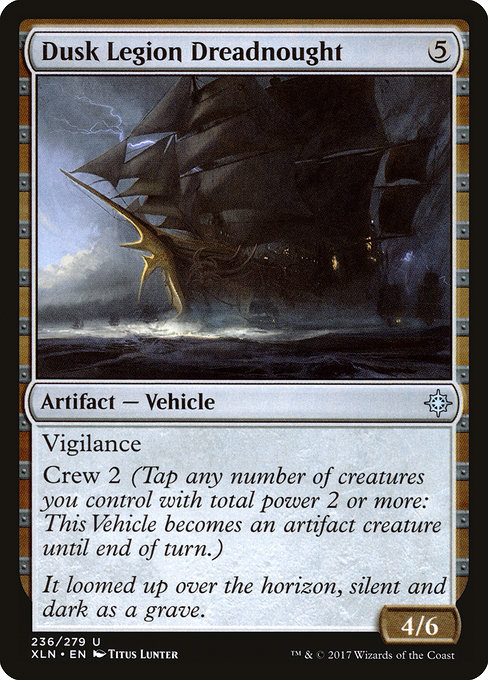 Dusk Legion Dreadnought 5
Artifact — Vehicle
Vigilance
Crew 2 (Tap any number of creatures
you control with total power 2 or more:
This Vehicle becomes an artifact creature
until end of turn.)
It loomed up over the horizon, silent and
dark as a grave.
4/6
236/279 U
XLN • EN Titus Lunter
™ & © 2017 Wizards of the Coast